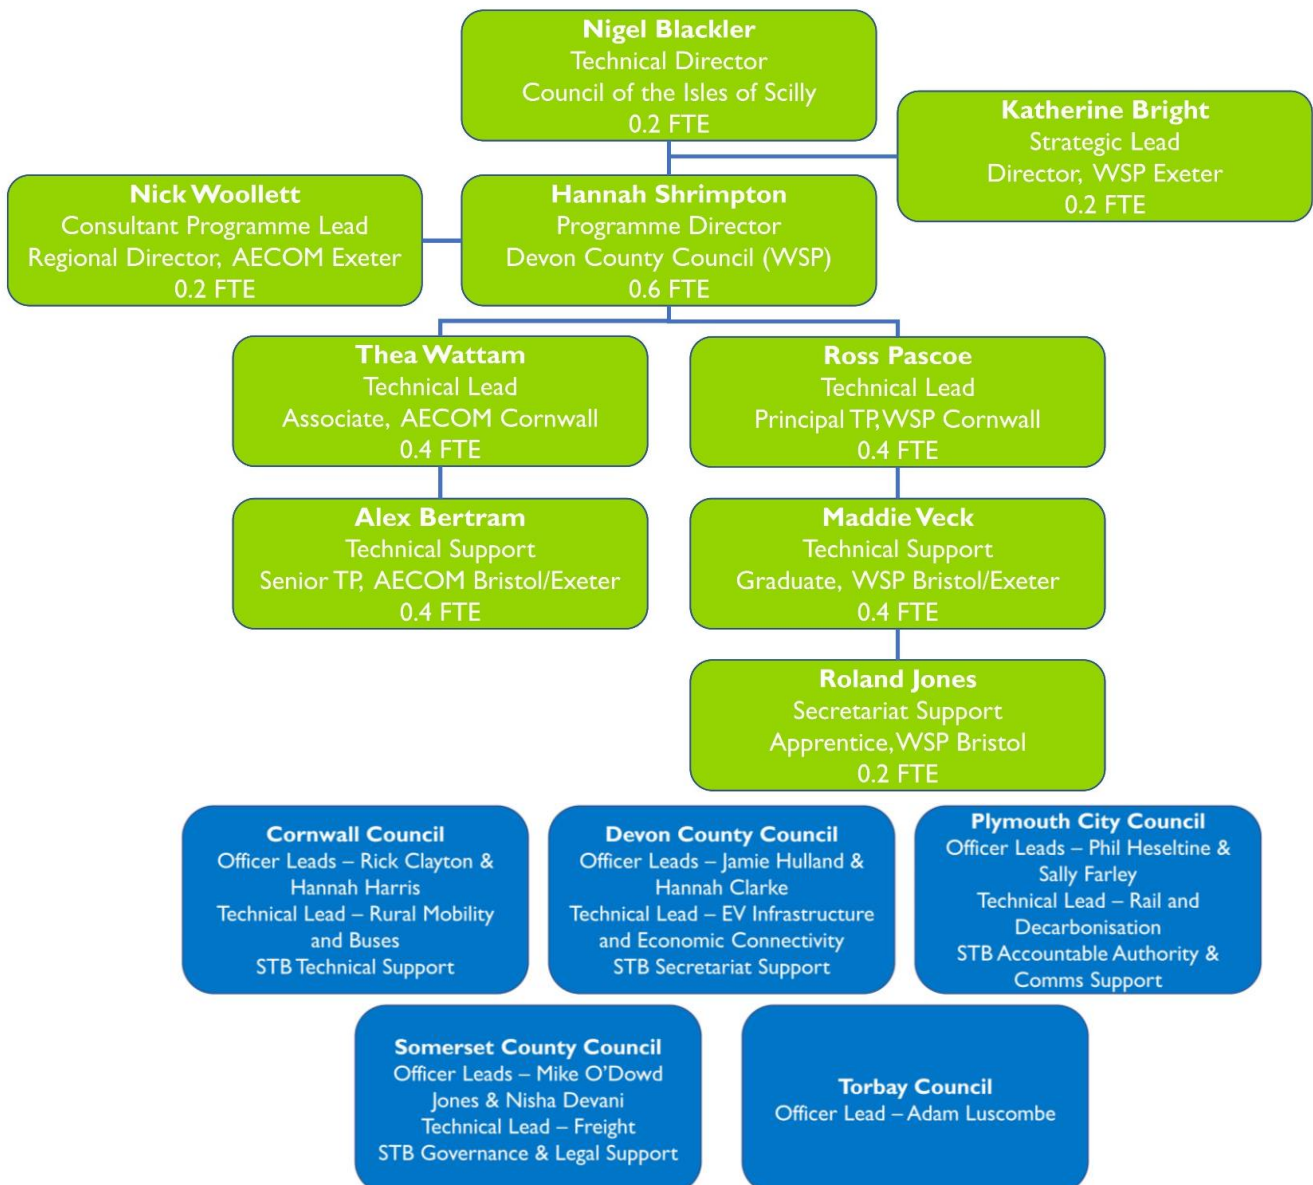 Nigel Blackler
Technical Director
Council of the Isles of Scilly
0.2 FTE
Katherine Bright
Strategic Lead
Director, WSP Exeter
0.2 FTE
Nick Woollett
Consultant Programme Lead
Regional Director, AECOM Exeter
0.2 FTE
Hannah Shrimpton
Programme Director
Devon County Council (WSP)
0.6 FTE
Thea Wattam
Technical Lead
Associate, AECOM Cornwall
0.4 FTE
Ross Pascoe
Technical Lead
Principal TP, WSP Cornwall
0.4 FTE
Alex Bertram
Technical Support
Senior TP, AECOM Bristol/Exeter
0.4 FTE
Maddie Veck
Technical Support
Graduate, WSP Bristol/Exeter
0.4 FTE
Roland Jones
Secretariat Support
Apprentice, WSP Bristol
0.2 FTE
Cornwall Council
Officer Leads – Rick Clayton &
Hannah Harris
Technical Lead – Rural Mobility
and Buses
STB Technical Support
Devon County Council
Officer Leads – Jamie Hulland &
Hannah Clarke
Technical Lead – EV Infrastructure
and Economic Connectivity
STB Secretariat Support
Plymouth City Council
Officer Leads – Phil Heseltine &
Sally Farley
Technical Lead – Rail and
Decarbonisation
STB Accountable Authority &
Comms Support
Somerset County Council
Officer Leads – Mike O'Dowd
Jones & Nisha Devani
Technical Lead – Freight
STB Governance & Legal Support
Torbay Council
Officer Lead – Adam Luscombe